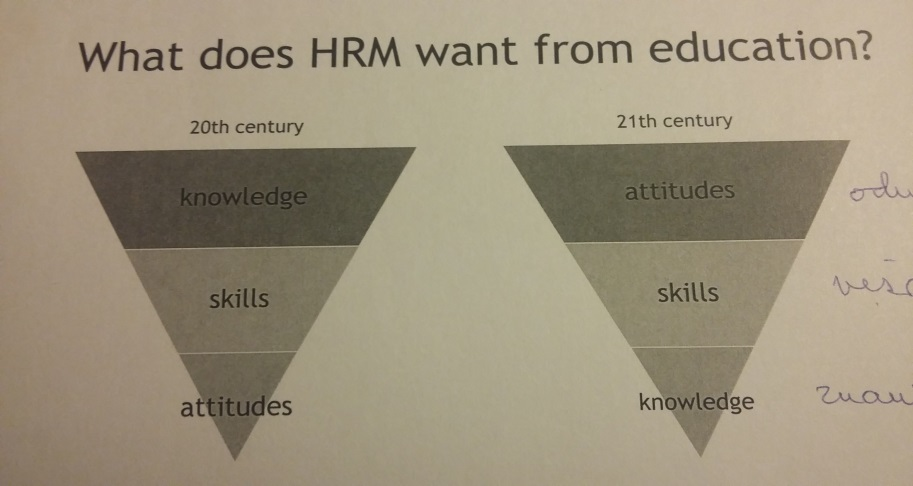 What does HRM want from education?
20th century
knowledge
skills
attitudes
21th century
attitudes
skills
knowledge